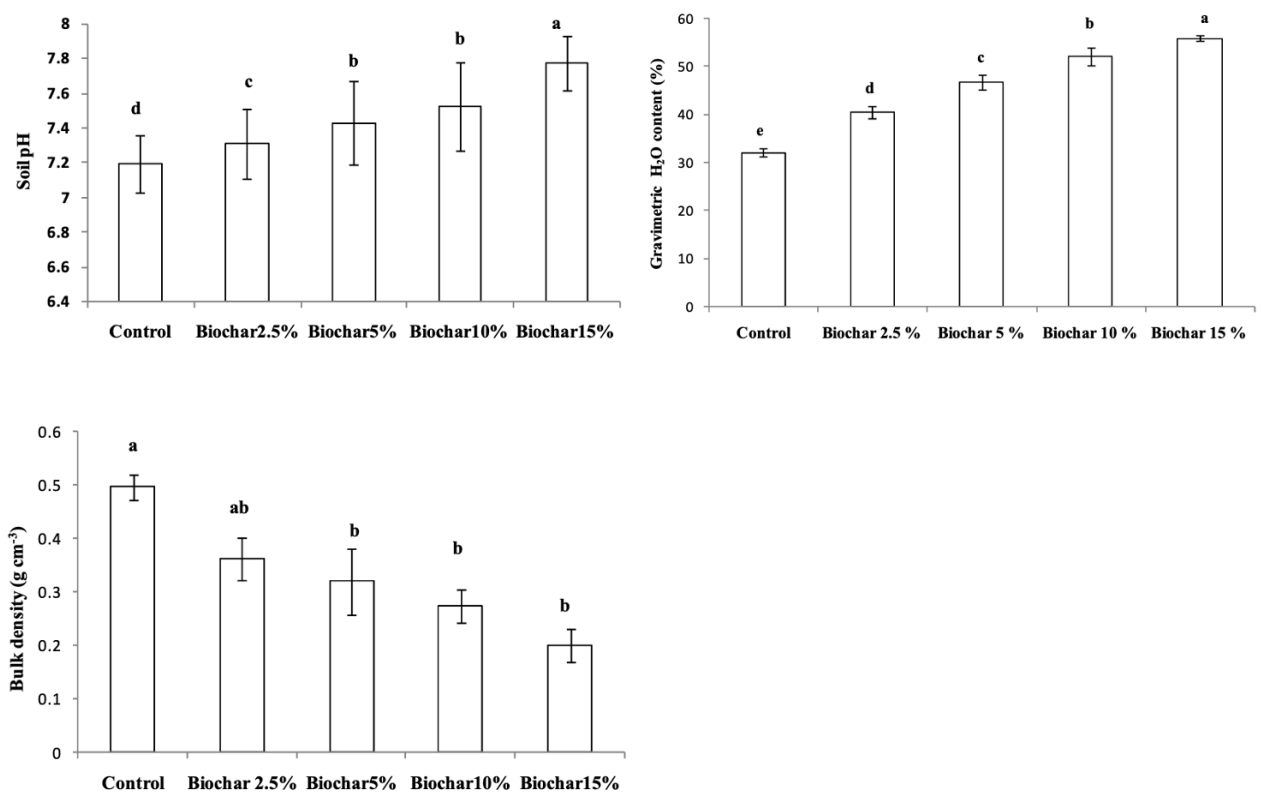 Soil pH
8
7.8
7.6
7.4
7.2
7
6.8
6.6
6.4
d
c
b
b
a
Control Biochar2.5% Biochar5% Biochar10% Biochar15%
Gravimetric H₂O content (%)
60
50
40
30
20
10
0
e
d
c
b
a
Control Biochar 2.5 % Biochar 5 % Biochar 10 % Biochar 15 %
Bulk density (g cm⁻³)
0.6
0.5
0.4
0.3
0.2
0.1
0
a
ab
b
b
b
Control Biochar 2.5% Biochar5% Biochar10% Biochar15%